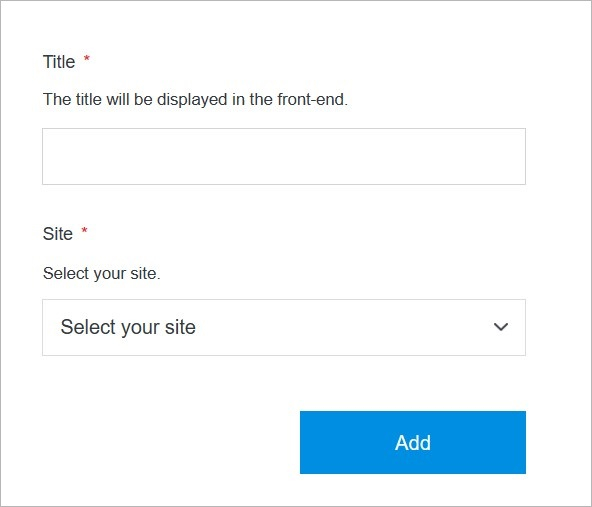 Title *
The title will be displayed in the front-end.
Site *
Select your site.
Select your site
Add